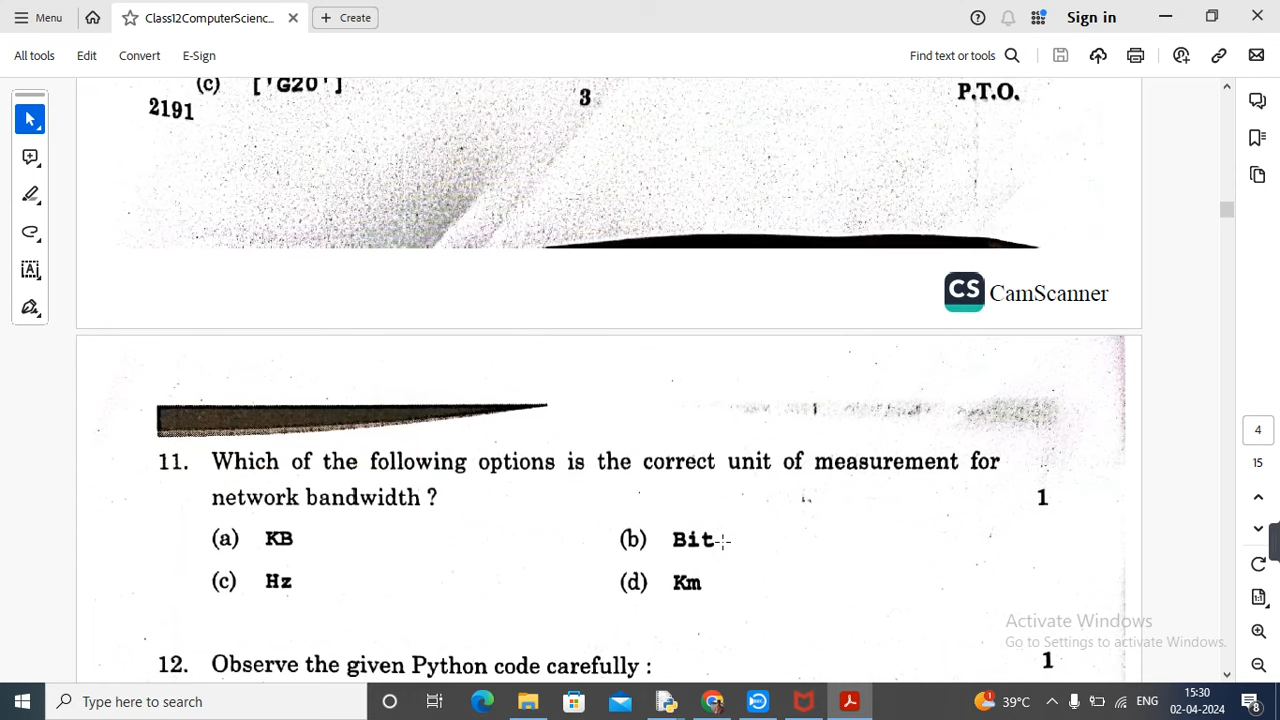 Menu
Class12ComputerScienc...
Create
Sign in
All tools
Edit
Convert
E-Sign
Find text or tools
(c) ['G20']
2191
3
P.T.O.
CS CamScanner
11. Which of the following options is the correct unit of measurement for
network bandwidth ?
1
(a) KB
(b) Bit
(c) Hz
(d) Km
12. Observe the given Python code carefully :
1
4
15
Activate Windows
Go to Settings to activate Windows.
Type here to search
1
39°C
ENG
15:30
02-04-2024
8